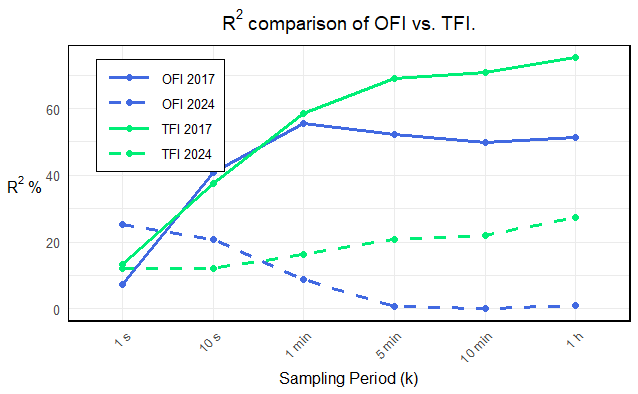 R² comparison of OFI vs. TFI.
OFI 2017
OFI 2024
TFI 2017
TFI 2024
R² %
60
40
20
0
1 s
10 s
1 min
5 min
10 min
1 h
Sampling Period (k)